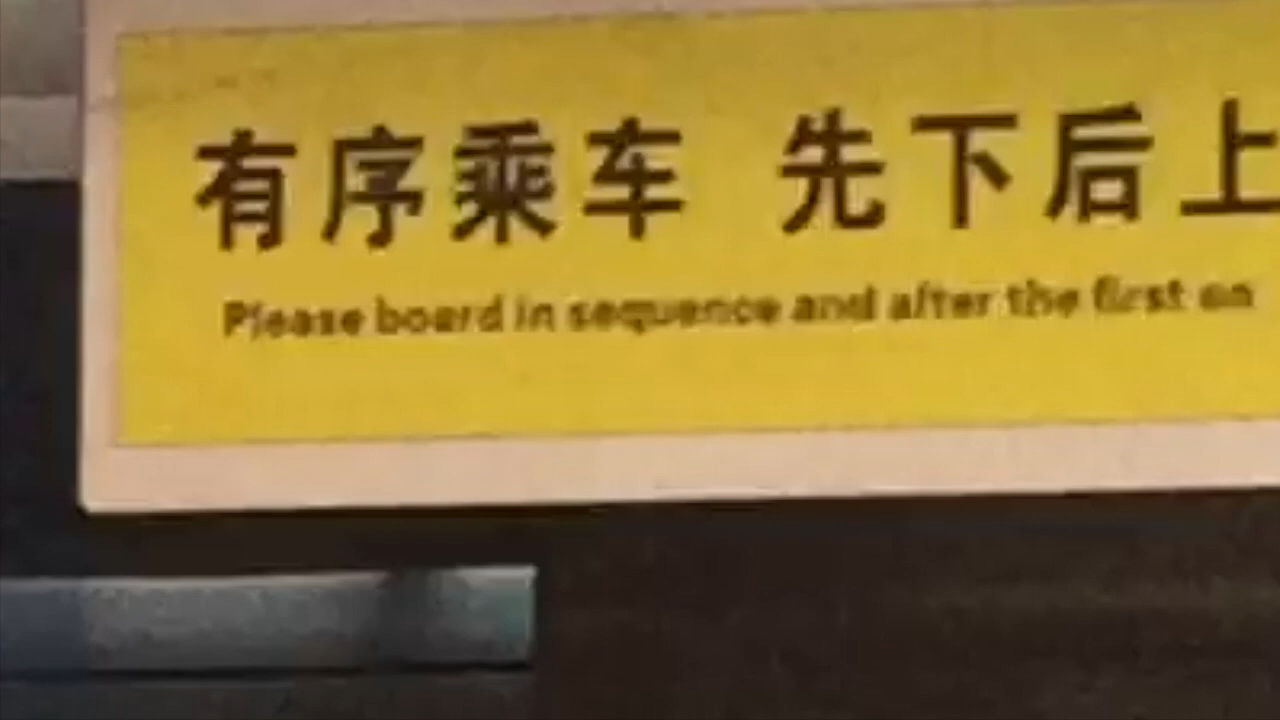 有序乘车 先下后上
Please board in sequence and after the first on